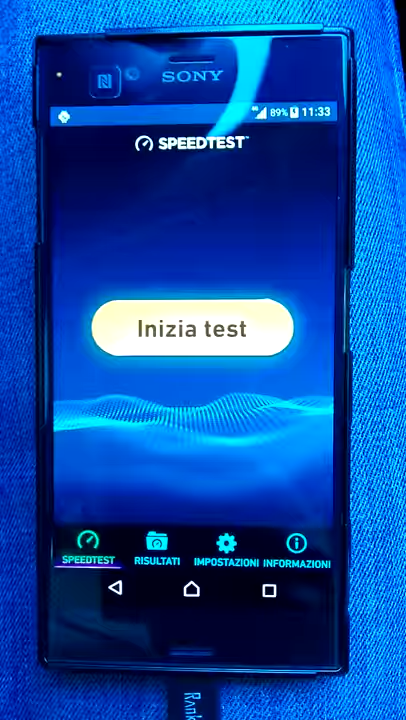 SONY
89% 11:33
SPEEDTEST
Inizia test
SPEEDTEST RISULTATI IMPOSTAZIONI INFORMAZIONI